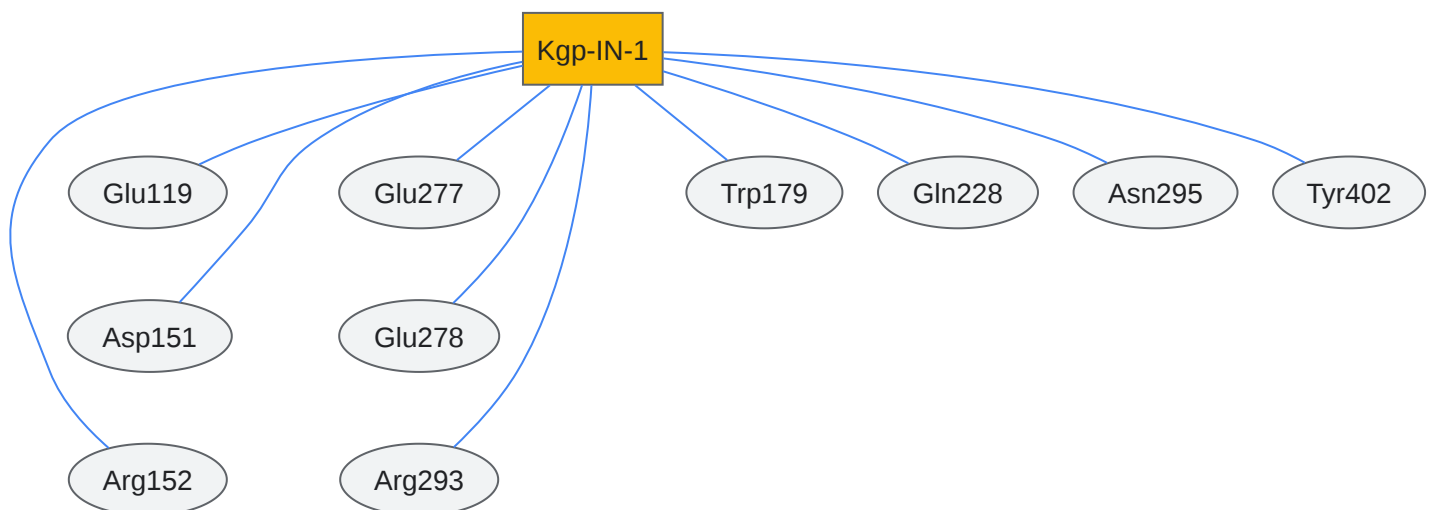 Kgp-IN-1
Glu119
Glu277
Trp179
Gln228
Asn295
Tyr402
Asp151
Glu278
Arg152
Arg293